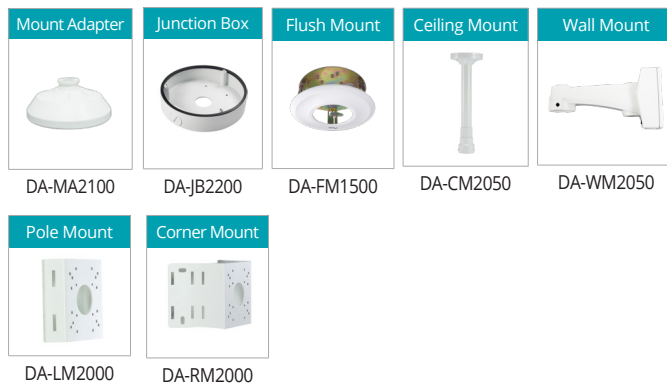 Mount Adapter
Junction Box
Flush Mount
Ceiling Mount
Wall Mount
DA-MA2100
DA-JB2200
DA-FM1500
DA-CM2050
DA-WM2050
Pole Mount
Corner Mount
DA-LM2000
DA-RM2000